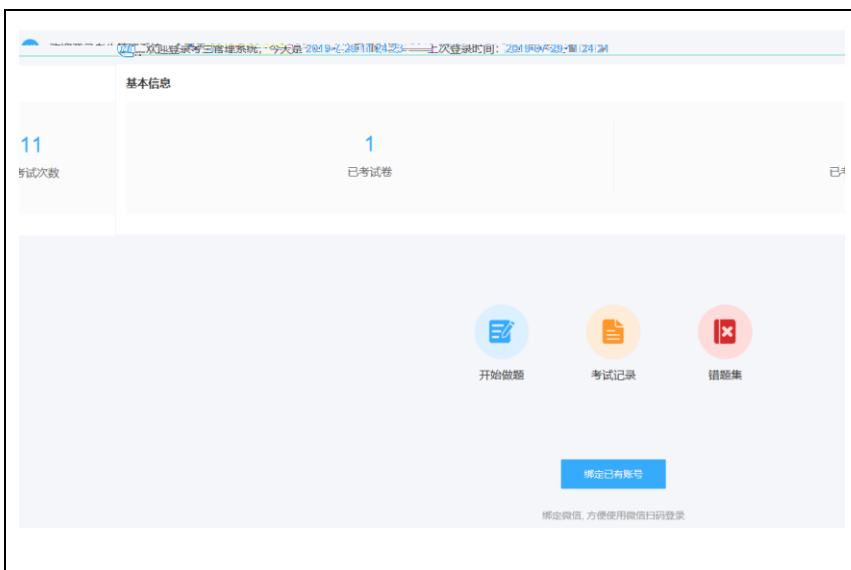 欢迎登录考生管理系统，今天是
上次登录时间：
基本信息
11
考试次数
1
已考试卷
已考
开始做题
考试记录
错题集
绑定已有账号
绑定微信, 方便使用微信扫码登录